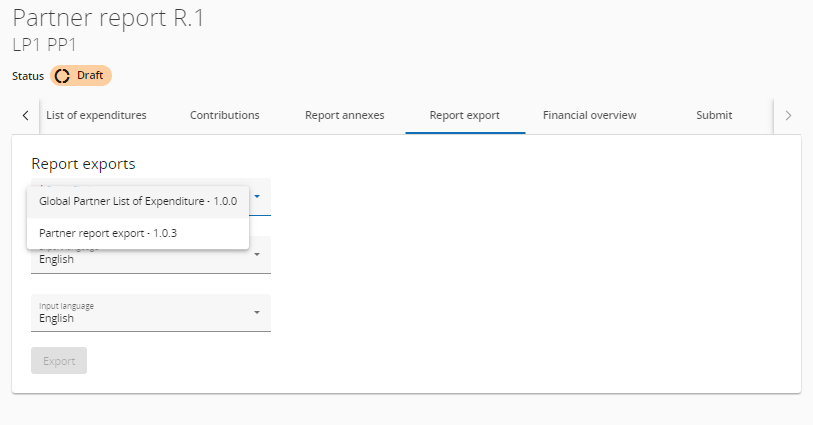 Partner report R.1
LP1 PP1
Status Draft
List of expenditures Contributions Report annexes Report export Financial overview Submit
Report exports
Global Partner List of Expenditure - 1.0.0
Partner report export - 1.0.3
English
Input language
English
Export